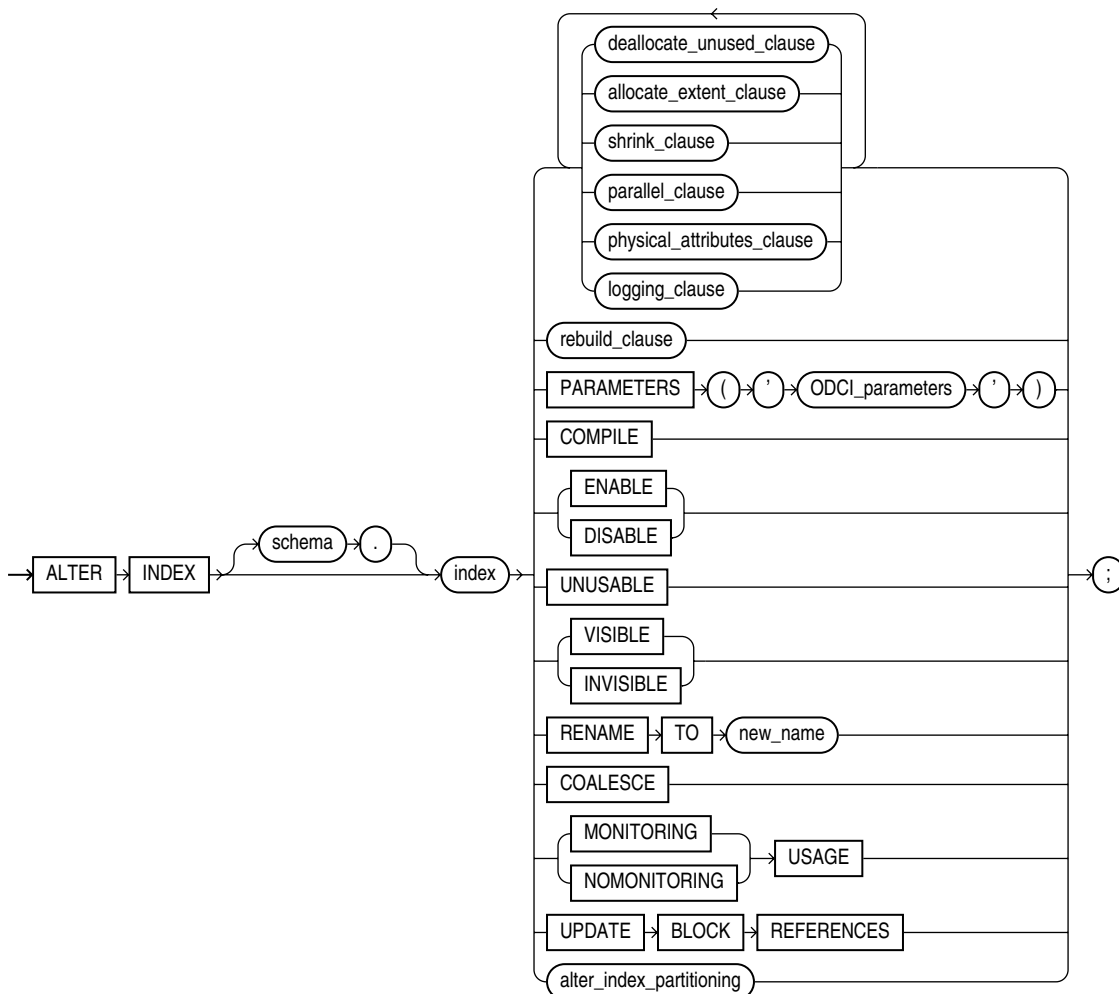 deallocate_unused_clause
allocate_extent_clause
shrink_clause
parallel_clause
physical_attributes_clause
logging_clause
rebuild_clause
PARAMETERS ( ' ODCI_parameters ' )
COMPILE
ENABLE
DISABLE
schema .
ALTER INDEX index
UNUSABLE ;
VISIBLE
INVISIBLE
RENAME TO new_name
COALESCE
MONITORING
USAGE
NOMONITORING
UPDATE BLOCK REFERENCES
alter_index_partitioning